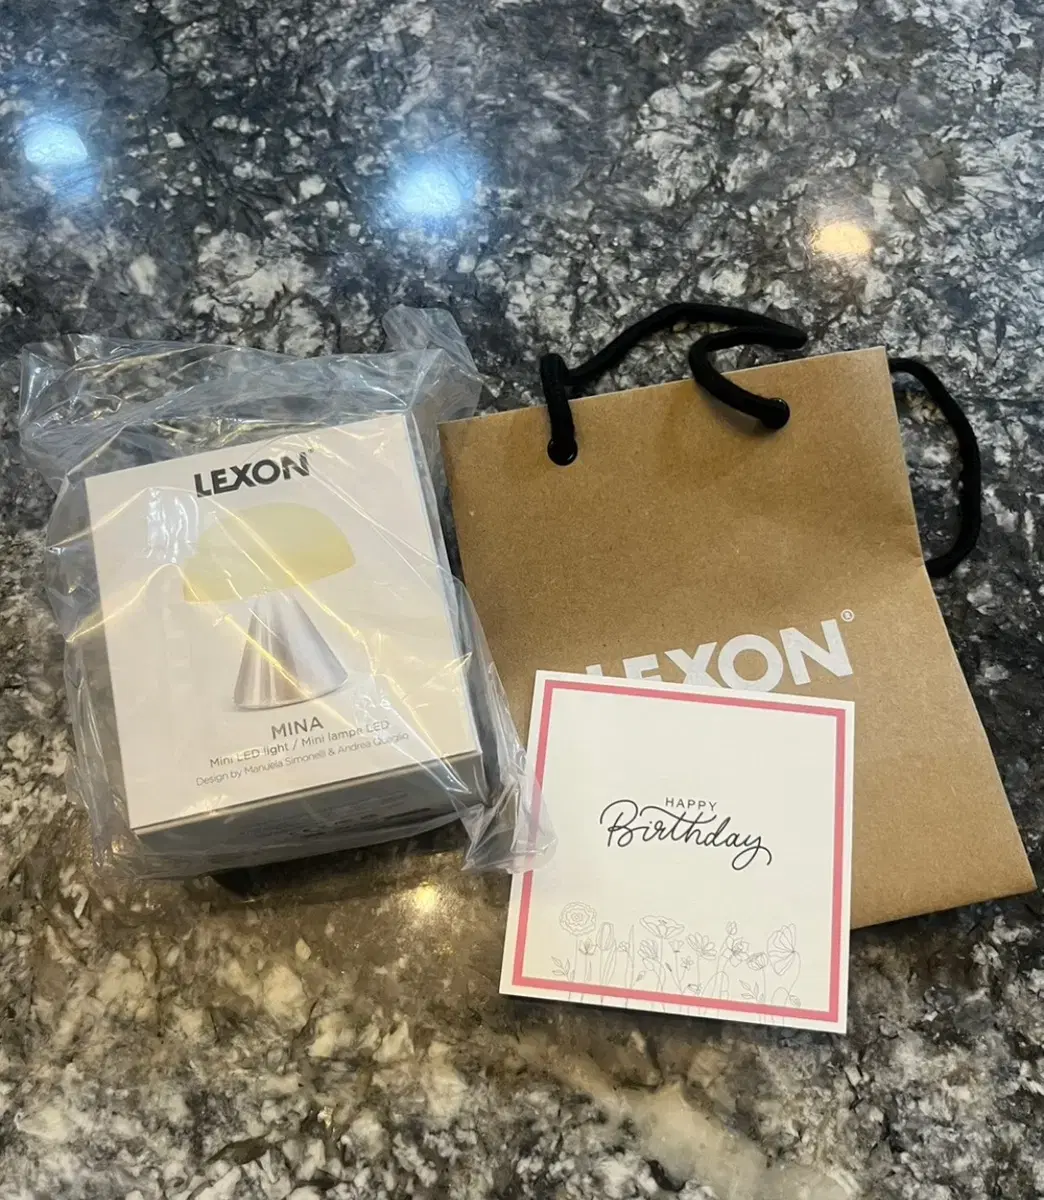 LEXON
MINA
Mini LED light / Mini lampe LED
Design by Manuela Simonelli & Andrea Quaglio
LEXON®
HAPPY
Birthday